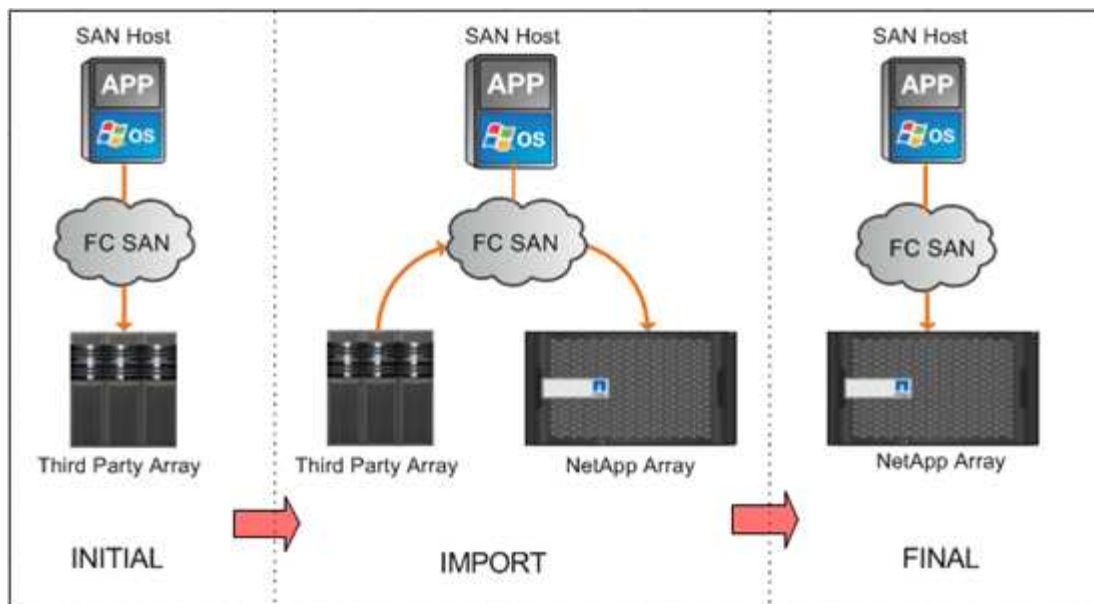 SAN Host
APP
OS
FC SAN
Third Party Array
INITIAL
SAN Host
APP
OS
FC SAN
Third Party Array
NetApp Array
IMPORT
SAN Host
APP
OS
FC SAN
NetApp Array
FINAL